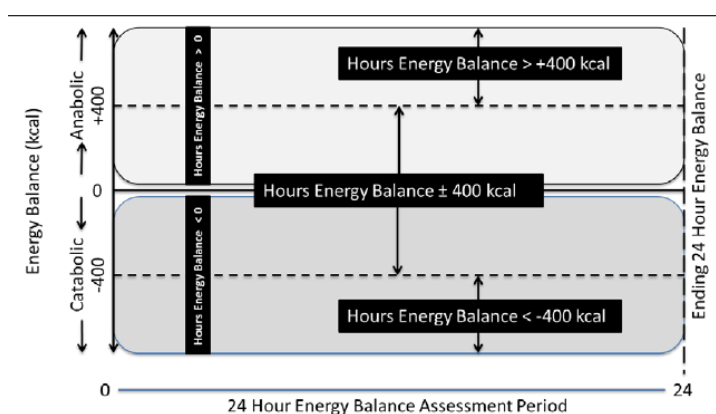 Energy Balance (kcal)
Catabolic
Anabolic
+400
0
-400
Hours Energy Balance > 0
Hours Energy Balance < 0
Hours Energy Balance > +400 kcal
Hours Energy Balance ± 400 kcal
Hours Energy Balance < -400 kcal
Ending 24 Hour Energy Balance
0
24
24 Hour Energy Balance Assessment Period